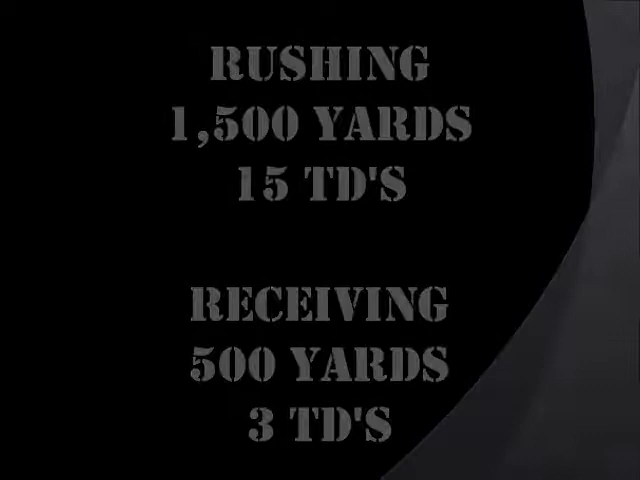 RUSHING
1,500 YARDS
15 TD'S
RECEIVING
500 YARDS
3 TD'S